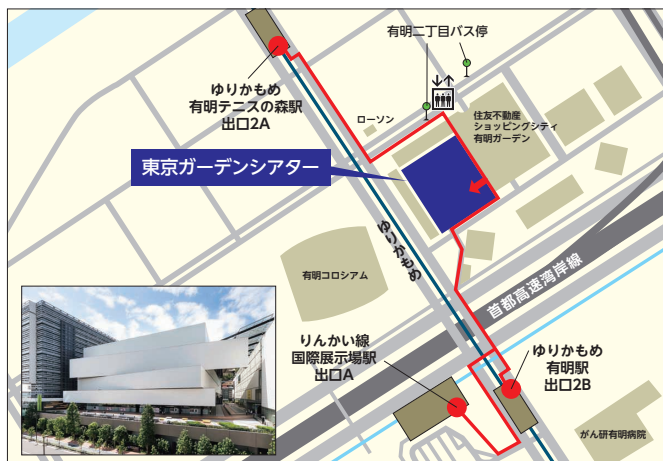 有明二丁目バス停
ゆりかもめ
有明テニスの森駅
出口2A
ローソン
住友不動産
ショッピングシティ
有明ガーデン
東京ガーデンシアター
ゆりかもめ
有明コロシアム
首都高速湾岸線
りんかい線
国際展示場駅
出口A
ゆりかもめ
有明駅
出口2B
がん研有明病院